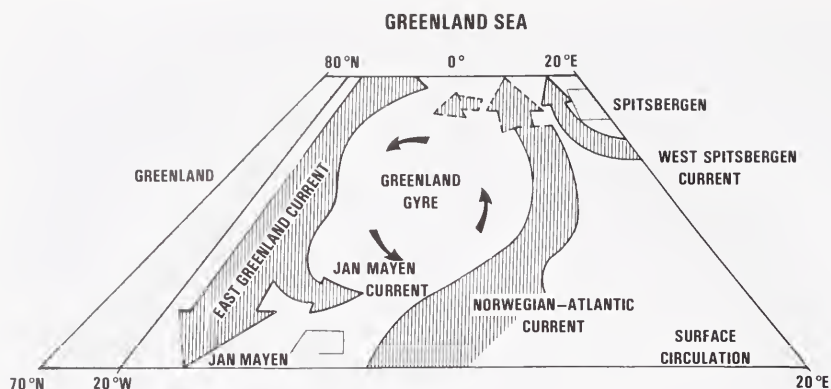 GREENLAND SEA
80°N
0°
20°E
SPITSBERGEN
WEST SPITSBERGEN
CURRENT
GREENLAND
GREENLAND
GYRE
EAST GREENLAND CURRENT
JAN MAYEN
CURRENT
NORWEGIAN–ATLANTIC
CURRENT
JAN MAYEN
SURFACE
CIRCULATION
70°N
20°W
20°E